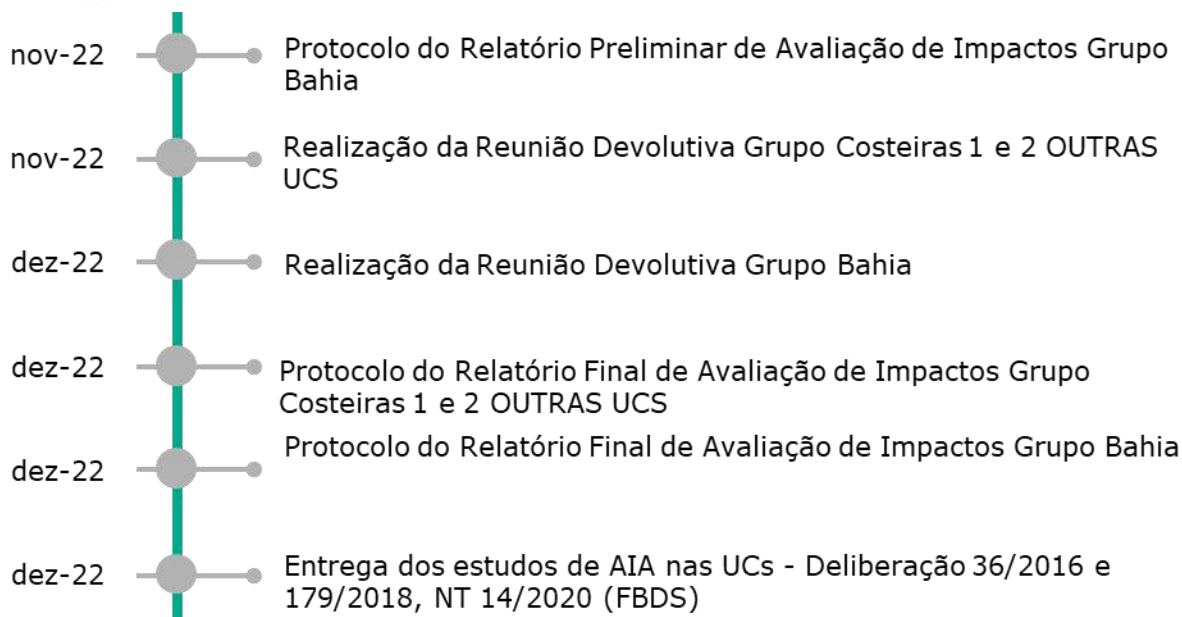 nov-22
Protocolo do Relatório Preliminar de Avaliação de Impactos Grupo
Bahia
nov-22
Realização da Reunião Devolutiva Grupo Costeiras 1 e 2 OUTRAS
UCS
dez-22
Realização da Reunião Devolutiva Grupo Bahia
dez-22
Protocolo do Relatório Final de Avaliação de Impactos Grupo
Costeiras 1 e 2 OUTRAS UCS
dez-22
Protocolo do Relatório Final de Avaliação de Impactos Grupo Bahia
dez-22
Entrega dos estudos de AIA nas UCs - Deliberação 36/2016 e
179/2018, NT 14/2020 (FBDS)